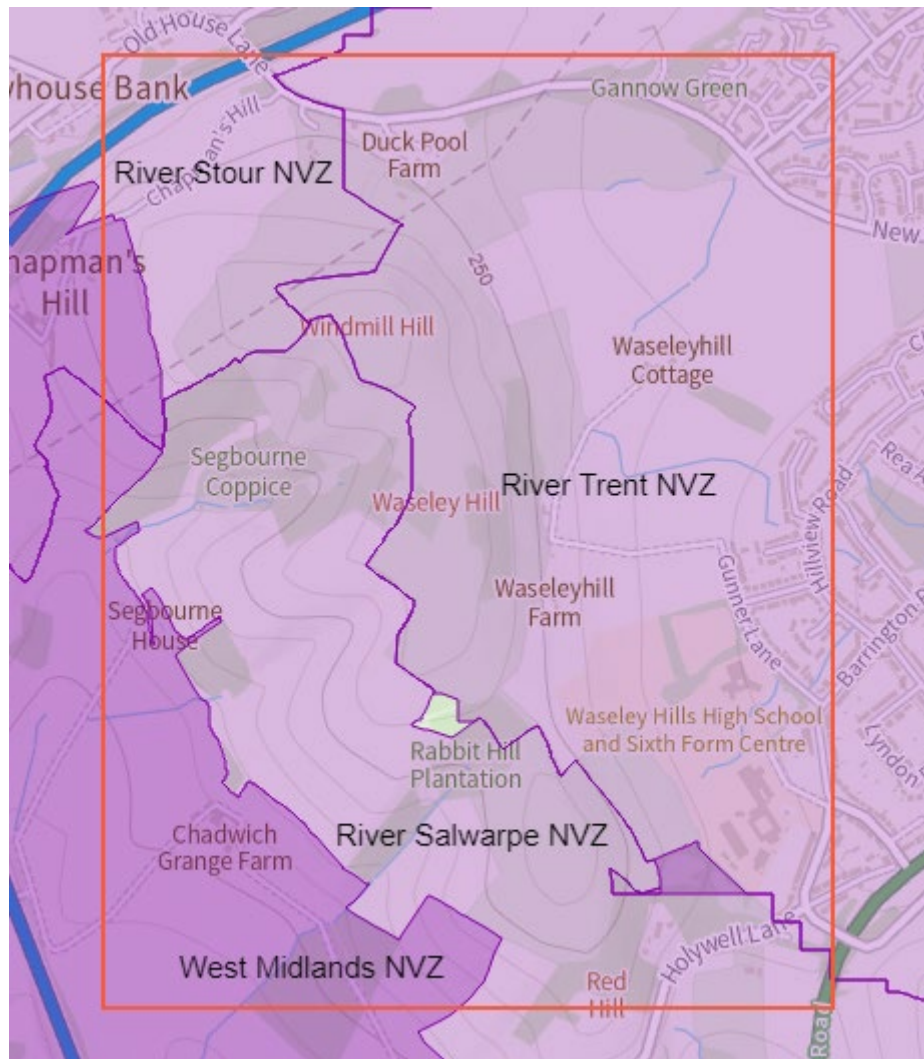 Old House Lane
yhouse Bank
Gannow Green
Chapman's Hill
Duck Pool
Farm
River Stour NVZ
New
hapman's
Hill
250
Windmill Hill
Waseleyhill
Cottage
Segbourne
Coppice
Waseley Hill
River Trent NVZ
Hillview Road
Rea
Gunner Lane
Waseleyhill
Farm
Segbourne
House
Barrington
Waseley Hills High School
and Sixth Form Centre
Lyndon
Rabbit Hill
Plantation
River Salwarpe NVZ
Chadwich
Grange Farm
Holywell Lane
West Midlands NVZ
Red
Hill
Road